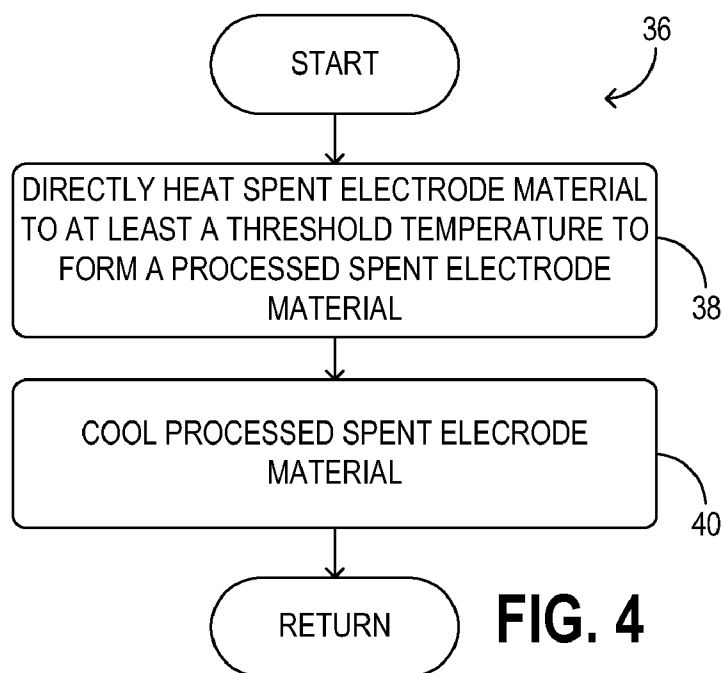 START
36
DIRECTLY HEAT SPENT ELECTRODE MATERIAL
TO AT LEAST A THRESHOLD TEMPERATURE TO
FORM A PROCESSED SPENT ELECTRODE
MATERIAL
38
COOL PROCESSED SPENT ELECRODE
MATERIAL
40
RETURN
FIG. 4